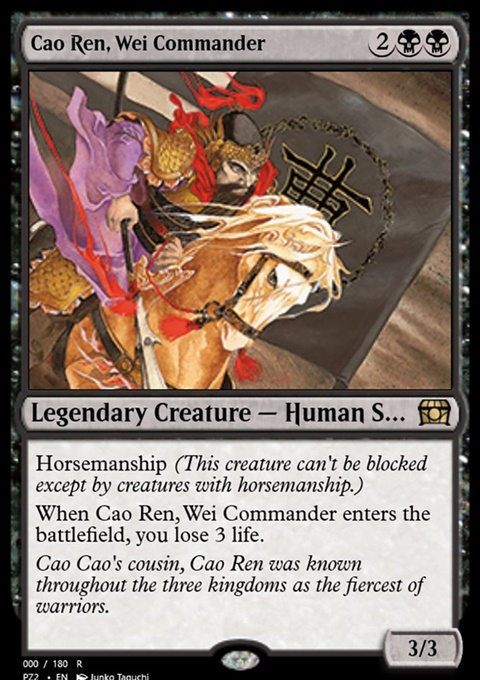 Cao Ren, Wei Commander 2
Legendary Creature — Human S...
Horsemanship (This creature can't be blocked
except by creatures with horsemanship.)
When Cao Ren, Wei Commander enters the
battlefield, you lose 3 life.
Cao Cao's cousin, Cao Ren was known
throughout the three kingdoms as the fiercest of
warriors.
3/3
000 / 180 R
PZ2 • EN Junko Taguchi